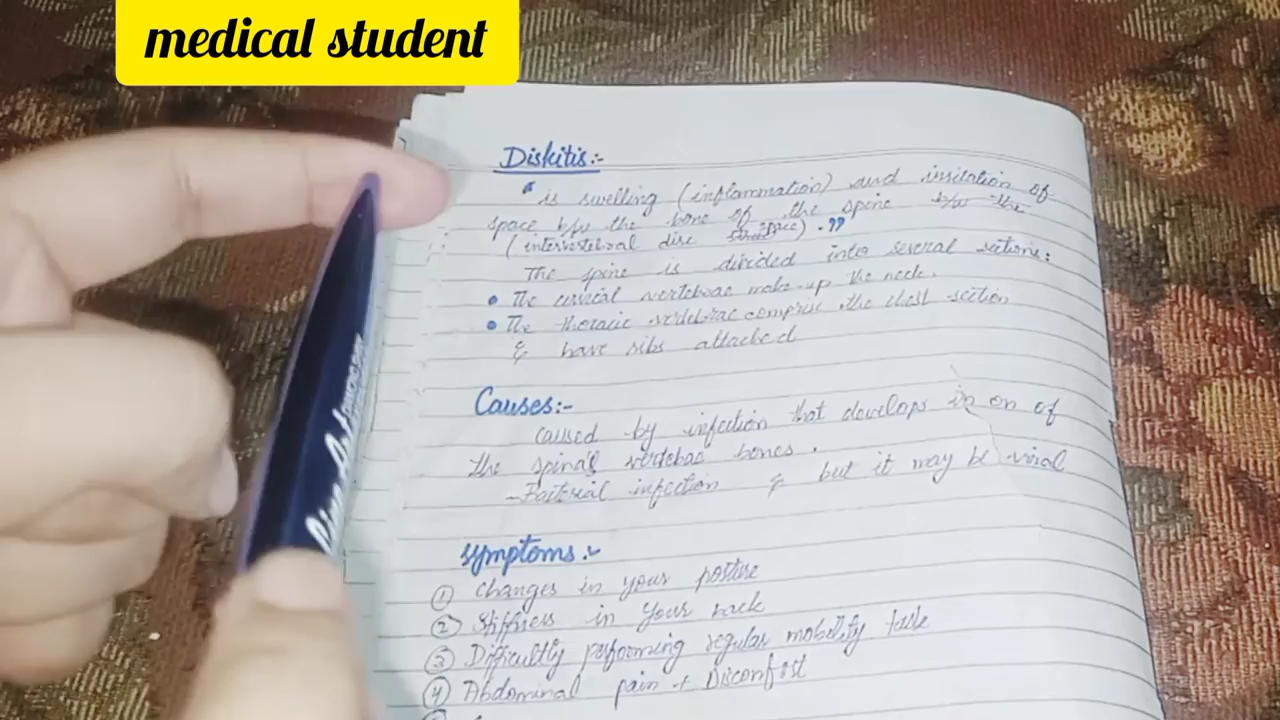 medical student
Diskitis:-
" is swelling (inflammation) and irritation of
space b/w the bone of the spine b/w the
(intervertebral disc space) ."
The spine is divided into several sections:
• The cervical vertebrae make up the neck.
• The thoracic vertebrae comprise the chest section
& have ribs attached
Causes:-
caused by infection that develops in on of
the spinal vertebae bones .
-Bacterial infection & but it may be viral
Symptoms :-
① Changes in your posture
② Stiffness in your back
③ Difficultly performing regular mobility task
④ Abdominal pain + Discomfort